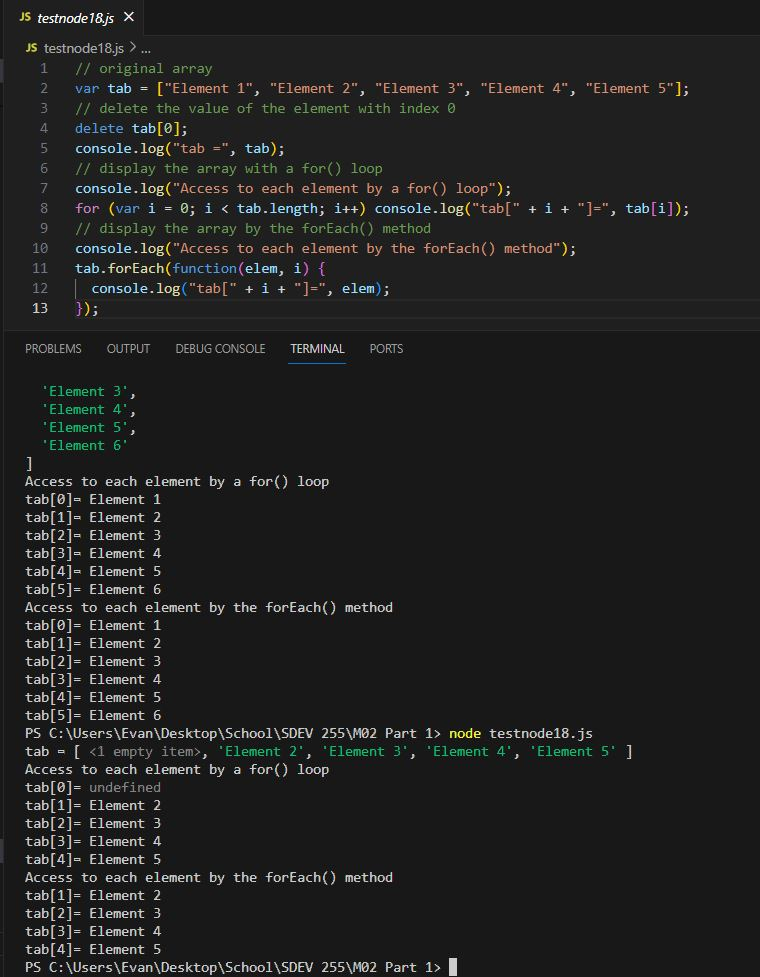 JS testnode18.js ×
JS testnode18.js > ...
1 // original array
2 var tab = ["Element 1", "Element 2", "Element 3", "Element 4", "Element 5"];
3 // delete the value of the element with index 0
4 delete tab[0];
5 console.log("tab =", tab);
6 // display the array with a for() loop
7 console.log("Access to each element by a for() loop");
8 for (var i = 0; i < tab.length; i++) console.log("tab[" + i + "]=", tab[i]);
9 // display the array by the forEach() method
10 console.log("Access to each element by the forEach() method");
11 tab.forEach(function(elem, i) {
12   console.log("tab[" + i + "]=", elem);
13 });
PROBLEMS OUTPUT DEBUG CONSOLE TERMINAL PORTS
  'Element 3',
  'Element 4',
  'Element 5',
  'Element 6'
]
Access to each element by a for() loop
tab[0]= Element 1
tab[1]= Element 2
tab[2]= Element 3
tab[3]= Element 4
tab[4]= Element 5
tab[5]= Element 6
Access to each element by the forEach() method
tab[0]= Element 1
tab[1]= Element 2
tab[2]= Element 3
tab[3]= Element 4
tab[4]= Element 5
tab[5]= Element 6
PS C:\Users\Evan\Desktop\School\SDEV 255\M02 Part 1> node testnode18.js
tab = [ <1 empty item>, 'Element 2', 'Element 3', 'Element 4', 'Element 5' ]
Access to each element by a for() loop
tab[0]= undefined
tab[1]= Element 2
tab[2]= Element 3
tab[3]= Element 4
tab[4]= Element 5
Access to each element by the forEach() method
tab[1]= Element 2
tab[2]= Element 3
tab[3]= Element 4
tab[4]= Element 5
PS C:\Users\Evan\Desktop\School\SDEV 255\M02 Part 1>